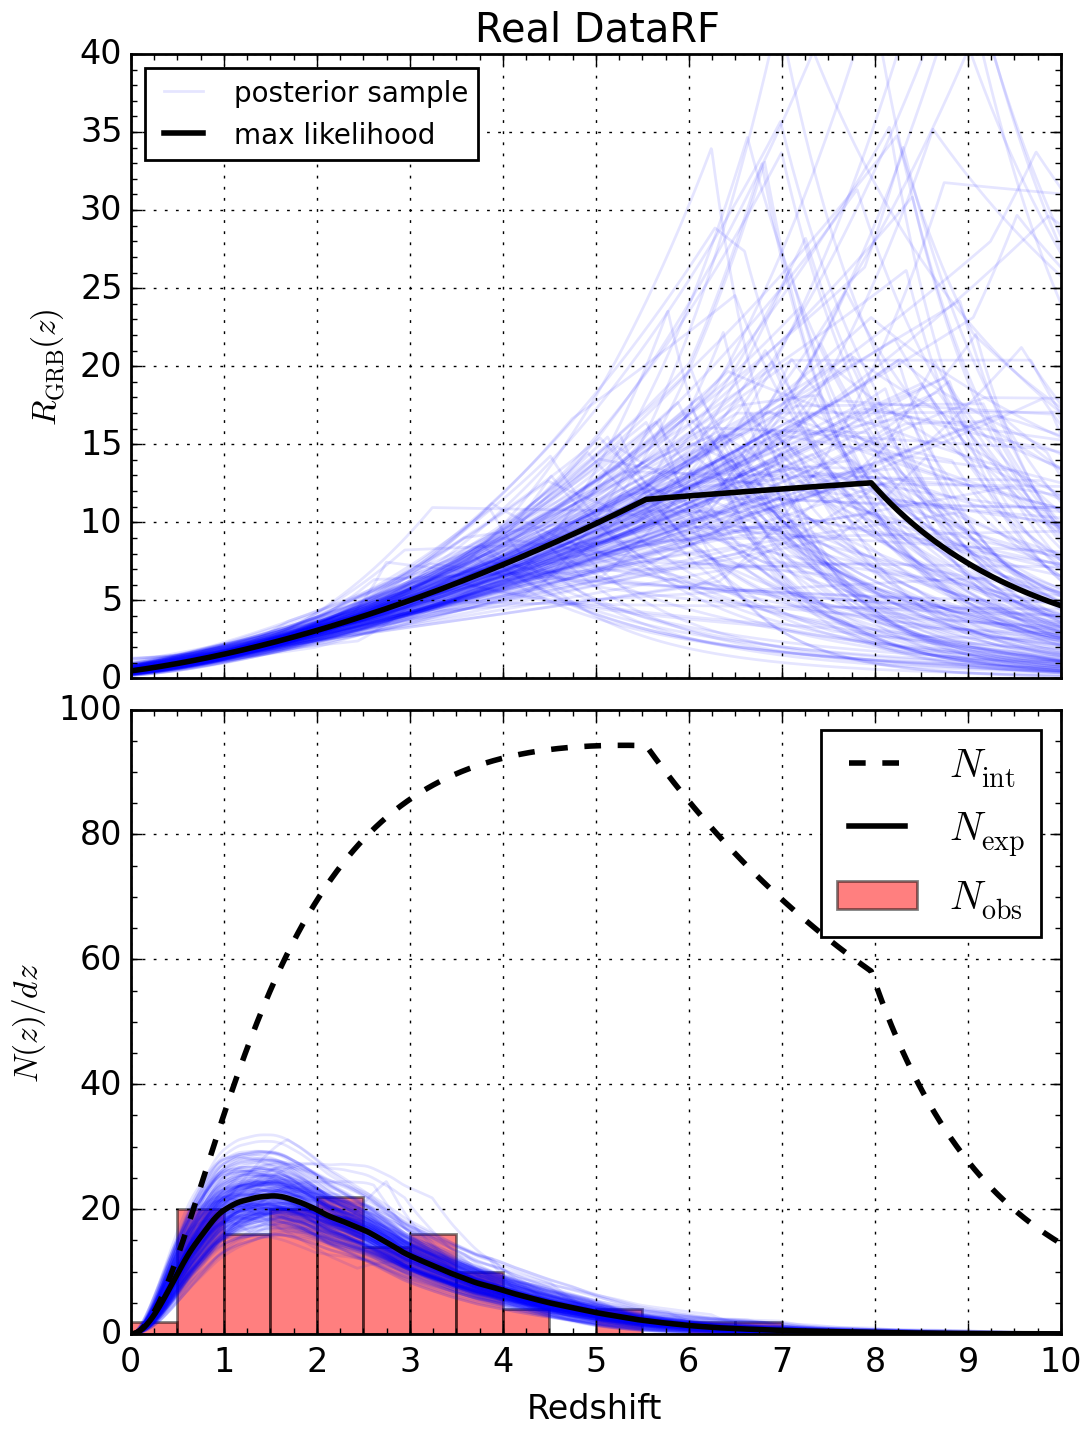 Real DataRF
40
35
30
25
20
15
10
5
0
R_GRB(z)
posterior sample
max likelihood
100
80
60
40
20
0
N(z)/dz
N_int
N_exp
N_obs
0 1 2 3 4 5 6 7 8 9 10
Redshift